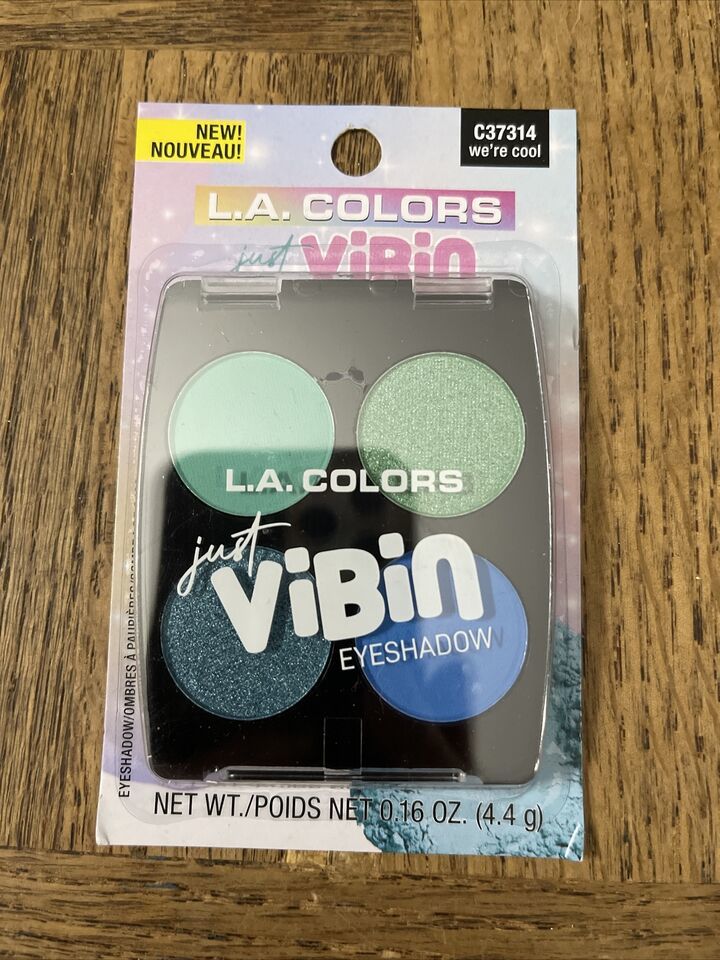 NEW!
NOUVEAU!
C37314
we're cool
L.A. COLORS
just ViBin
L.A. COLORS
just
ViBin
EYESHADOW
EYESHADOW/OMBRES À PAUPIÈRES
NET WT./POIDS NET 0.16 OZ. (4.4 g)